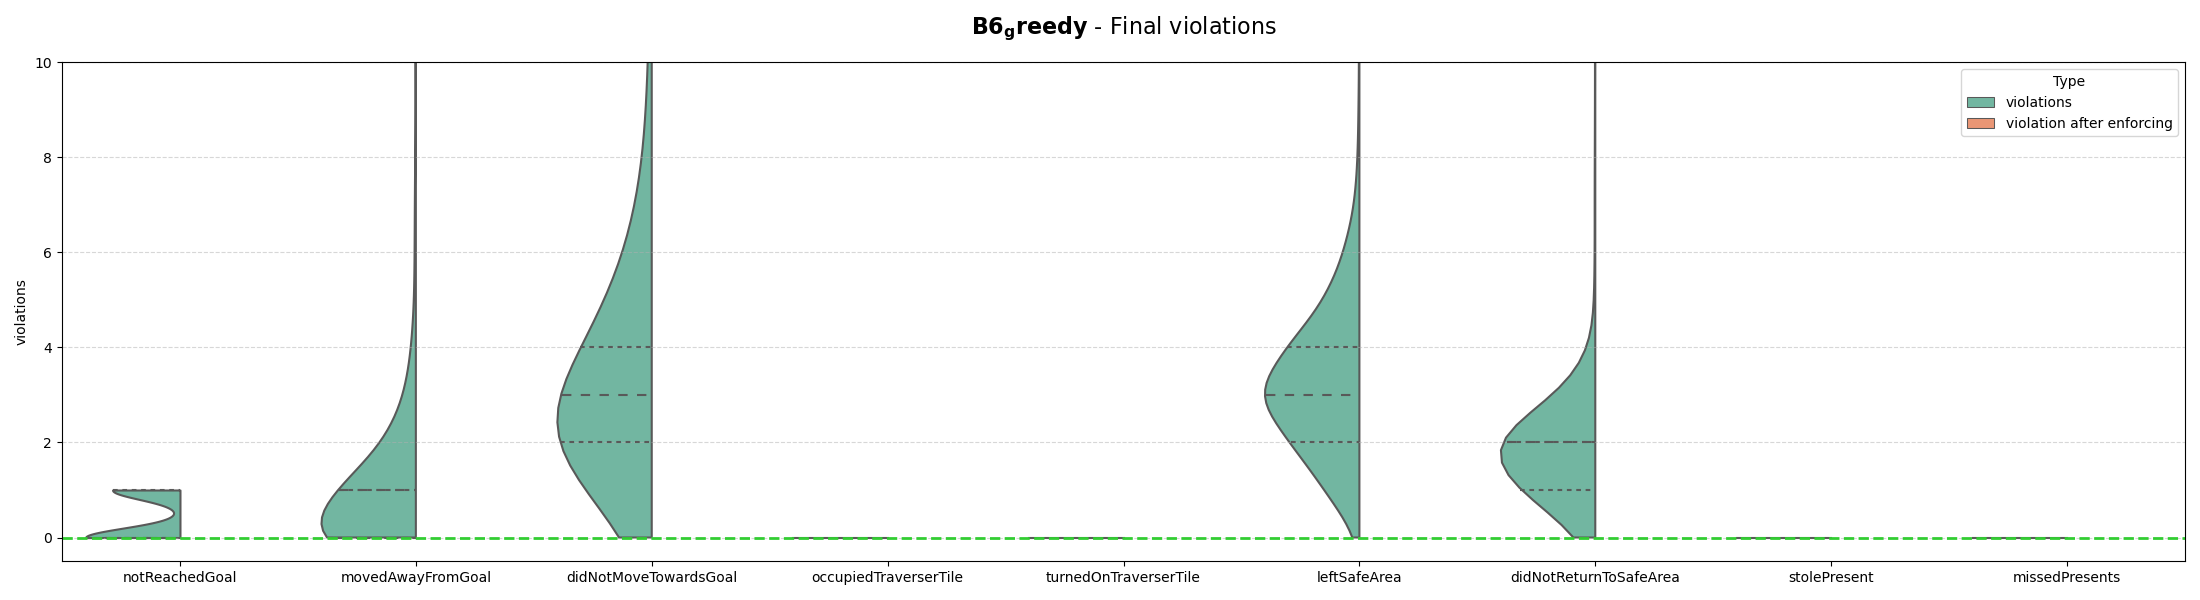 B6greedy - Final violations
10
8
6
4
2
0
violations
Type
violations
violation after enforcing
notReachedGoal movedAwayFromGoal didNotMoveTowardsGoal occupiedTraverserTile turnedOnTraverserTile leftSafeArea didNotReturnToSafeArea stolePresent missedPresents